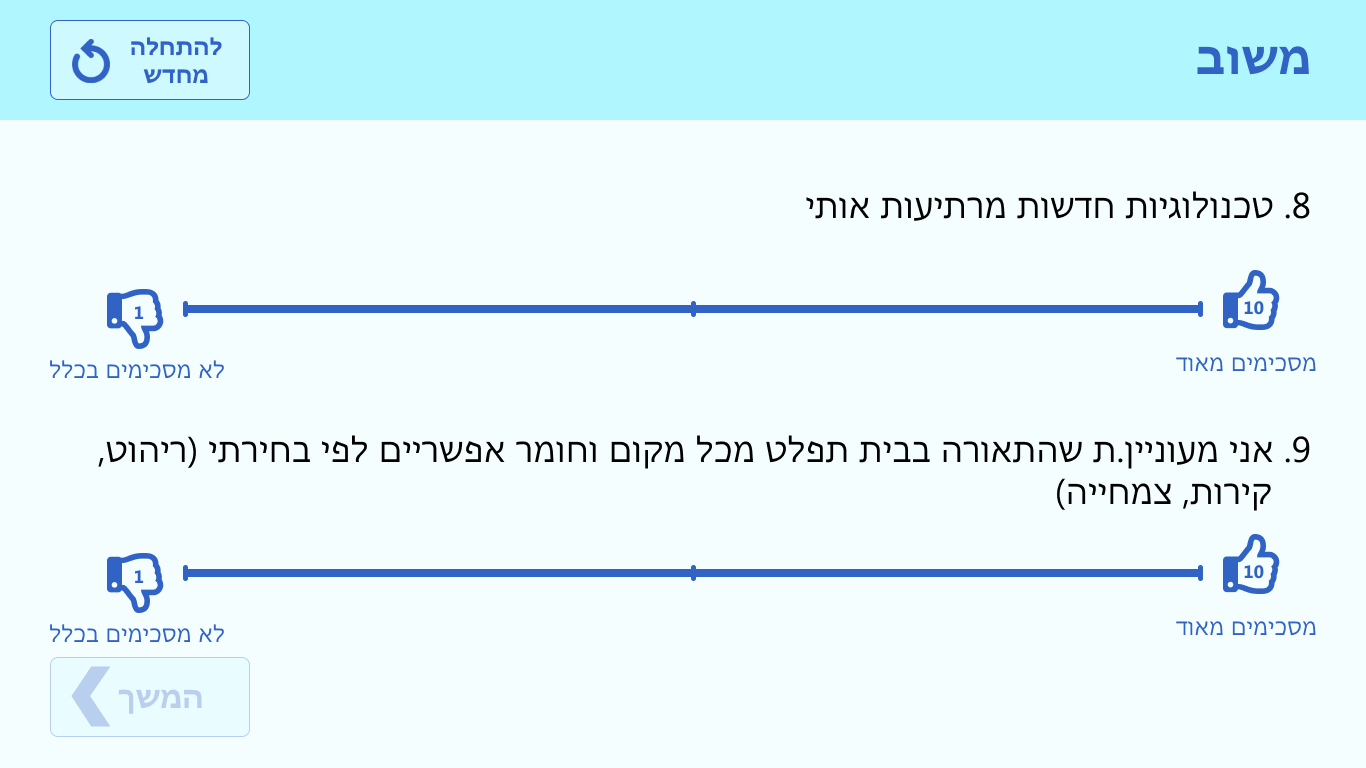 משוב
להתחלה
מחדש
8. טכנולוגיות חדשות מרתיעות אותי
10
1
מסכימים מאוד
לא מסכימים בכלל
9. אני מעוניין.ת שהתאורה בבית תפלט מכל מקום וחומר אפשריים לפי בחירתי (ריהוט,
קירות, צמחייה)
10
1
מסכימים מאוד
לא מסכימים בכלל
המשך